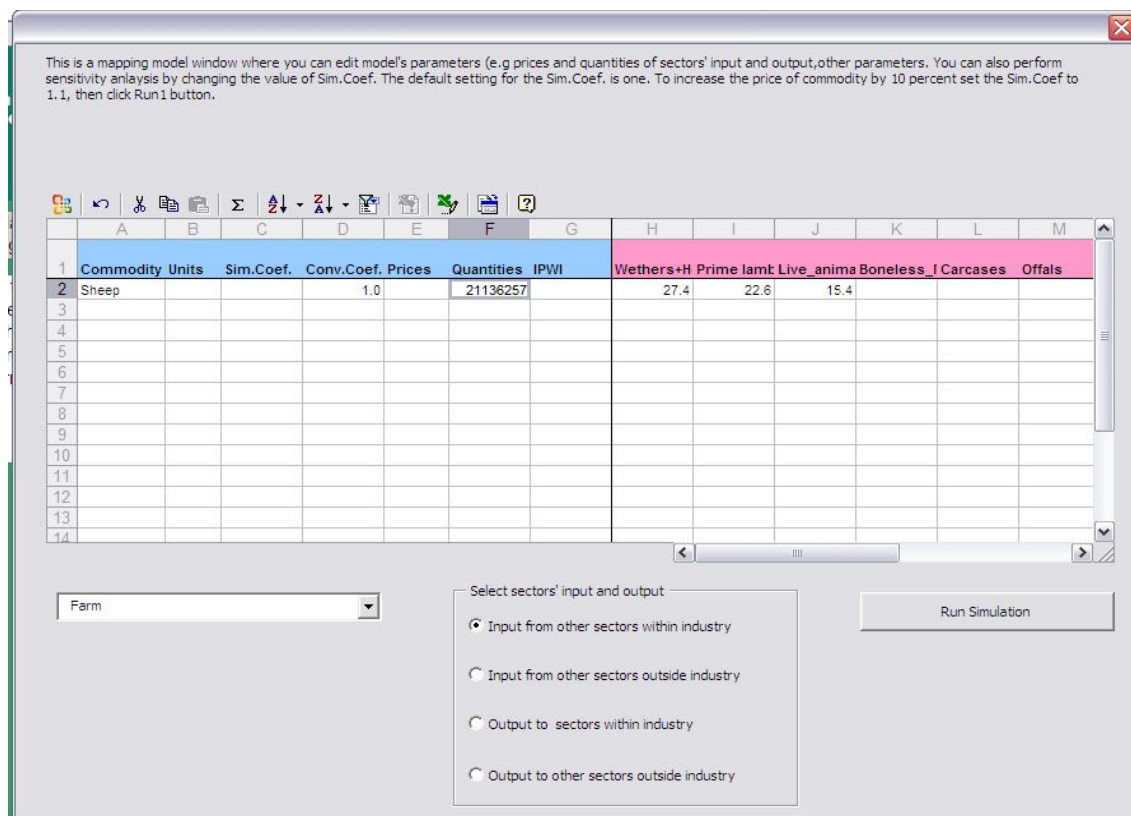 This is a mapping model window where you can edit model's parameters (e.g prices and quantities of sectors' input and output,other parameters. You can also perform
sensitivity anlaysis by changing the value of Sim.Coef. The default setting for the Sim.Coef. is one. To increase the price of commodity by 10 percent set the Sim.Coef to
1.1, then click Run1 button.
A B C D E F G H I J K L M
1 Commodity Units Sim.Coef. Conv.Coef. Prices Quantities IPWI Wethers+H Prime lamb Live_anima Boneless_ Carcases Offals
2 Sheep 1.0 21136257 27.4 22.6 15.4
3
4
5
6
7
8
9
10
11
12
13
14
Farm
Select sectors' input and output
Input from other sectors within industry
Run Simulation
Input from other sectors outside industry
Output to sectors within industry
Output to other sectors outside industry